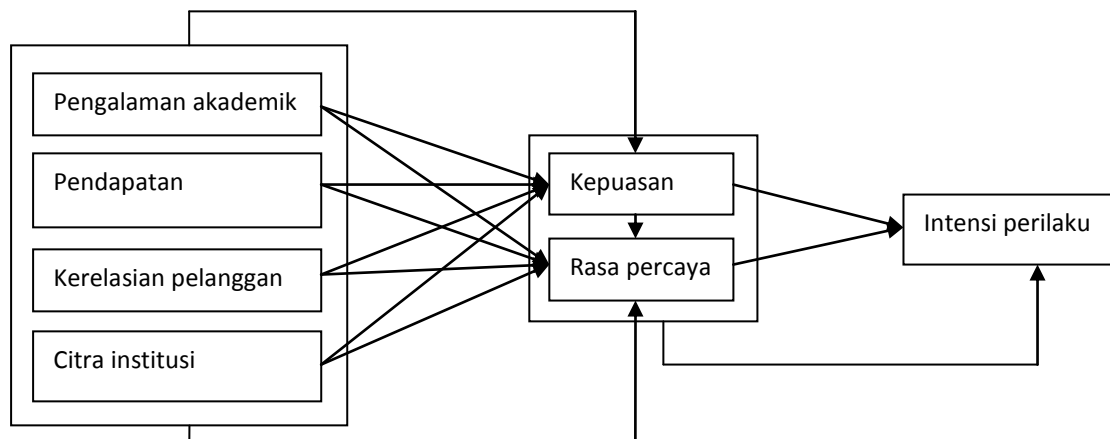 Pengalaman akademik
Pendapatan
Kerelasian pelanggan
Citra institusi
Kepuasan
Rasa percaya
Intensi perilaku